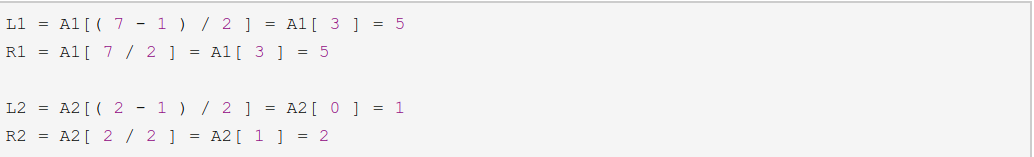 L1 = A1[( 7 - 1 ) / 2 ] = A1[ 3 ] = 5
R1 = A1[ 7 / 2 ] = A1[ 3 ] = 5
L2 = A2[( 2 - 1 ) / 2 ] = A2[ 0 ] = 1
R2 = A2[ 2 / 2 ] = A2[ 1 ] = 2